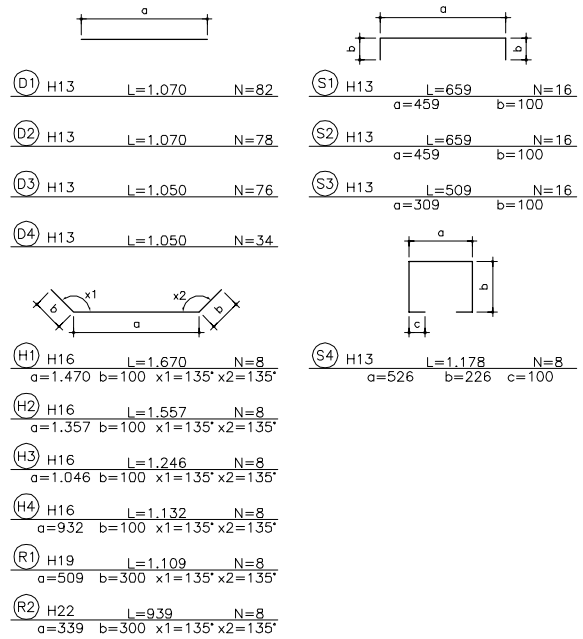 a
D1 H13 L=1.070 N=82
D2 H13 L=1.070 N=78
D3 H13 L=1.050 N=76
D4 H13 L=1.050 N=34
b x1 x2 b
a
H1 H16 L=1.670 N=8
a=1.470 b=100 x1=135° x2=135°
H2 H16 L=1.557 N=8
a=1.357 b=100 x1=135° x2=135°
H3 H16 L=1.246 N=8
a=1.046 b=100 x1=135° x2=135°
H4 H16 L=1.132 N=8
a=932 b=100 x1=135° x2=135°
R1 H19 L=1.109 N=8
a=509 b=300 x1=135° x2=135°
R2 H22 L=939 N=8
a=339 b=300 x1=135° x2=135°
a
b b
S1 H13 L=659 N=16
a=459 b=100
S2 H13 L=659 N=16
a=459 b=100
S3 H13 L=509 N=16
a=309 b=100
a
b
c
S4 H13 L=1.178 N=8
a=526 b=226 c=100